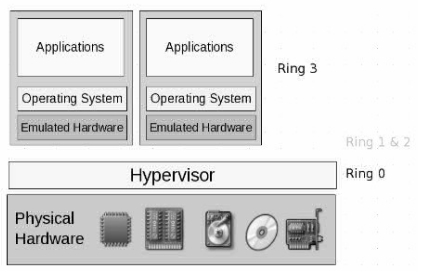 Applications
Applications
Ring 3
Operating System
Operating System
Emulated Hardware
Emulated Hardware
Ring 1 & 2
Hypervisor
Ring 0
Physical
Hardware